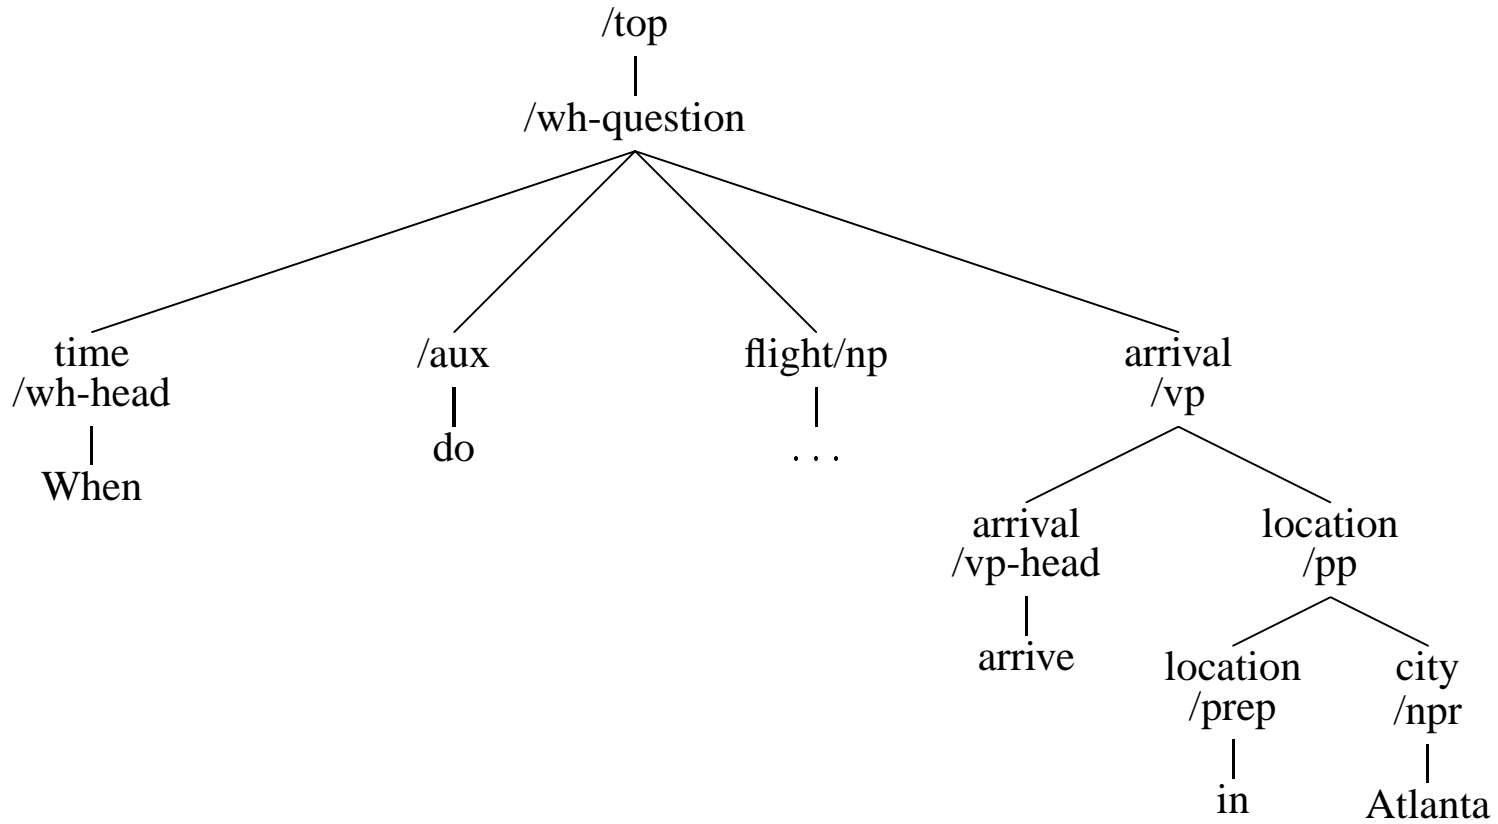 /top
/wh-question
time
/wh-head
When
/aux
do
flight/np
. . .
arrival
/vp
arrival
/vp-head
arrive
location
/pp
location
/prep
in
city
/npr
Atlanta